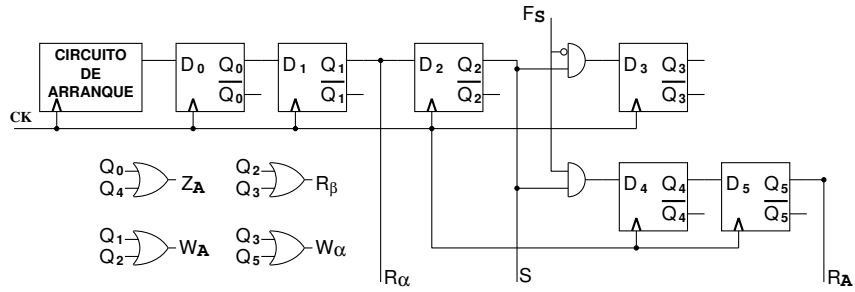 F𝐬
CIRCUITO
DE
ARRANQUE
D₀ Q₀
Q₀
D₁ Q₁
Q₁
D₂ Q₂
Q₂
D₃ Q₃
Q₃
CK
Q₀
Q₄
Z𝐀
Q₂
Q₃
Rβ
D₄ Q₄
Q₄
D₅ Q₅
Q₅
Q₁
Q₂
W𝐀
Q₃
Q₅
Wα
Rα
S
R𝐀